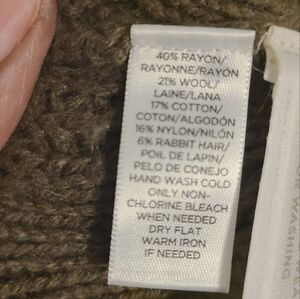 40% RAYON/
RAYONNE/RAYÓN
21% WOOL/
LAINE/LANA
17% COTTON/
COTON/ALGODÓN
16% NYLON/NILÓN
6% RABBIT HAIR/
POIL DE LAPIN/
PELO DE CONEJO
HAND WASH COLD
ONLY NON-
CHLORINE BLEACH
WHEN NEEDED
DRY FLAT
WARM IRON
IF NEEDED
WASHING